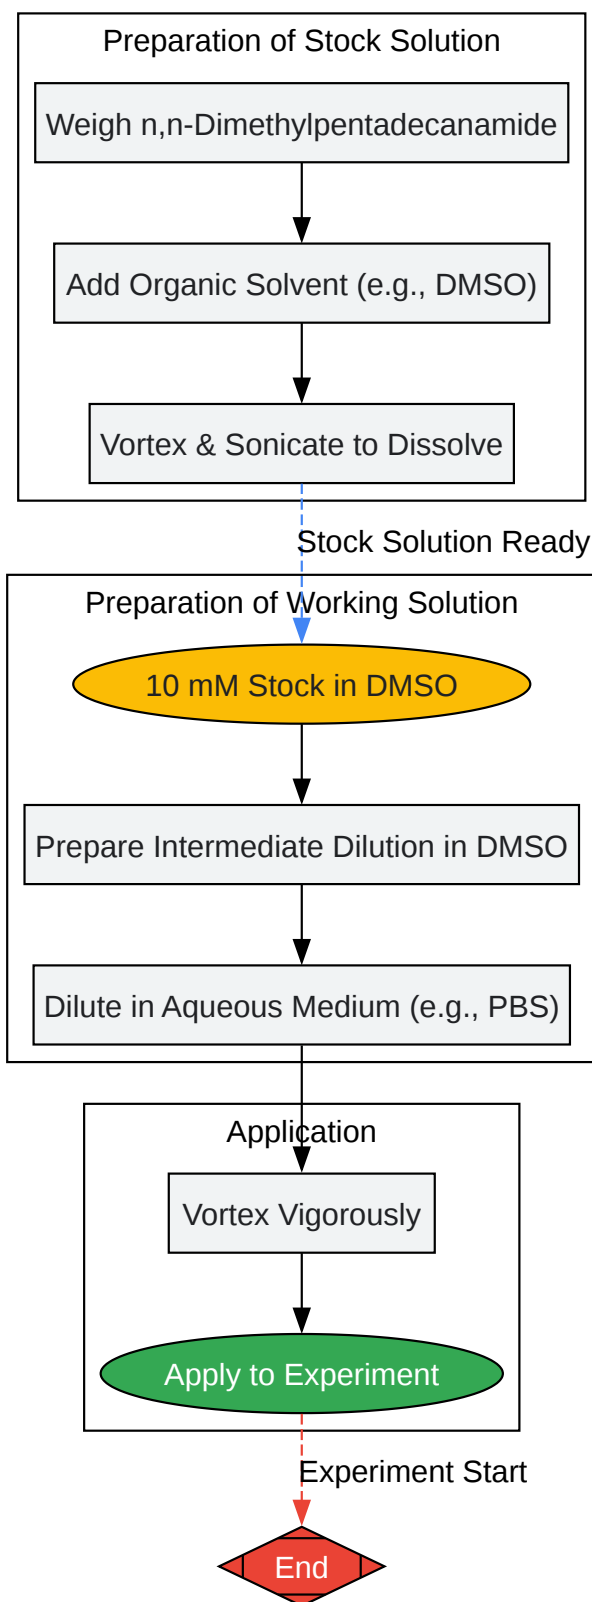 Preparation of Stock Solution
Weigh n,n-Dimethylpentadecanamide
Add Organic Solvent (e.g., DMSO)
Vortex & Sonicate to Dissolve
Stock Solution Ready
Preparation of Working Solution
10 mM Stock in DMSO
Prepare Intermediate Dilution in DMSO
Dilute in Aqueous Medium (e.g., PBS)
Application
Vortex Vigorously
Apply to Experiment
Experiment Start
End